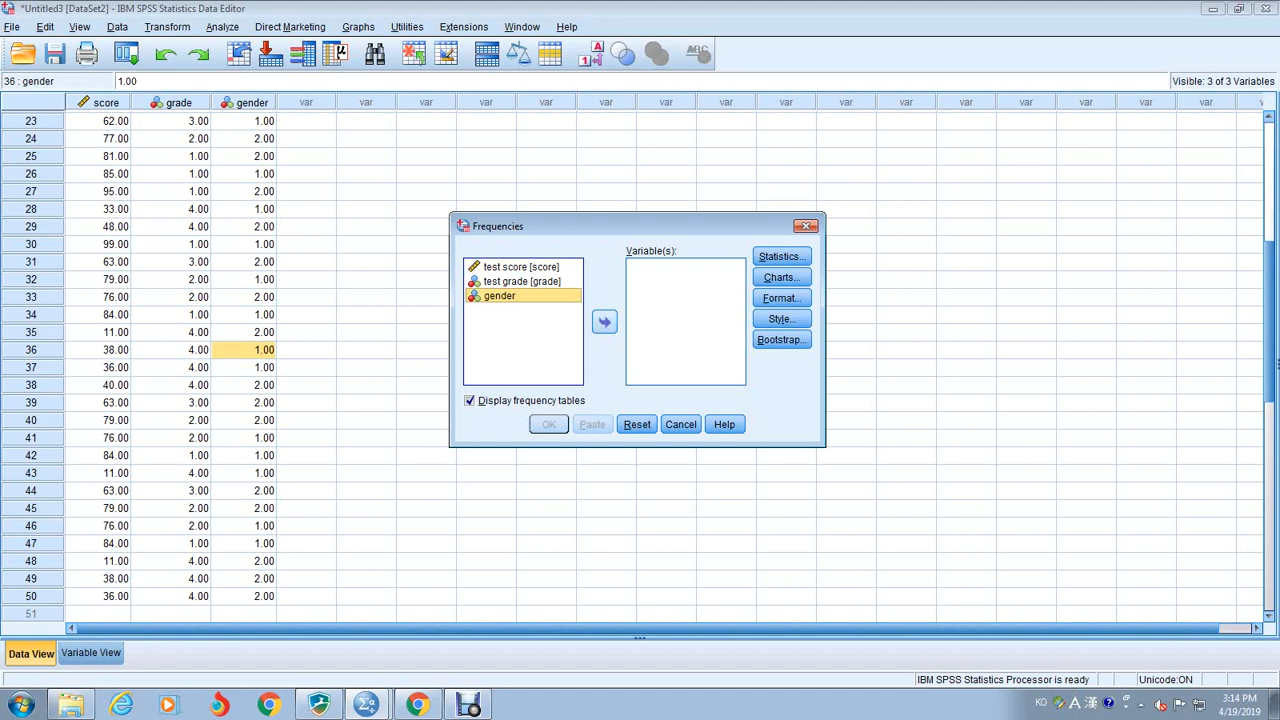 *Untitled3 [DataSet2] - IBM SPSS Statistics Data Editor
File Edit View Data Transform Analyze Direct Marketing Graphs Utilities Extensions Window Help
36 : gender 1.00 Visible: 3 of 3 Variables
score grade gender var var var var var var var var var var var var var var var var
23 62.00 3.00 1.00
24 77.00 2.00 2.00
25 81.00 1.00 2.00
26 85.00 1.00 1.00
27 95.00 1.00 2.00
28 33.00 4.00 1.00
29 48.00 4.00 2.00
30 99.00 1.00 1.00
31 63.00 3.00 1.00
32 79.00 2.00 1.00
33 76.00 2.00 2.00
34 84.00 1.00 1.00
35 11.00 4.00 2.00
36 38.00 4.00 1.00
37 36.00 4.00 1.00
38 40.00 4.00 2.00
39 63.00 3.00 2.00
40 79.00 2.00 2.00
41 76.00 2.00 1.00
42 84.00 1.00 1.00
43 11.00 4.00 1.00
44 63.00 3.00 2.00
45 79.00 2.00 2.00
46 76.00 2.00 1.00
47 84.00 1.00 1.00
48 11.00 4.00 2.00
49 38.00 4.00 2.00
50 36.00 4.00 2.00
51
Frequencies
Variable(s):
test score [score]
test grade [grade]
gender
Statistics...
Charts...
Format...
Style...
Bootstrap...
Display frequency tables
OK Paste Reset Cancel Help
Data View Variable View
IBM SPSS Statistics Processor is ready Unicode:ON
KO A 漢 3:14 PM
4/19/2019